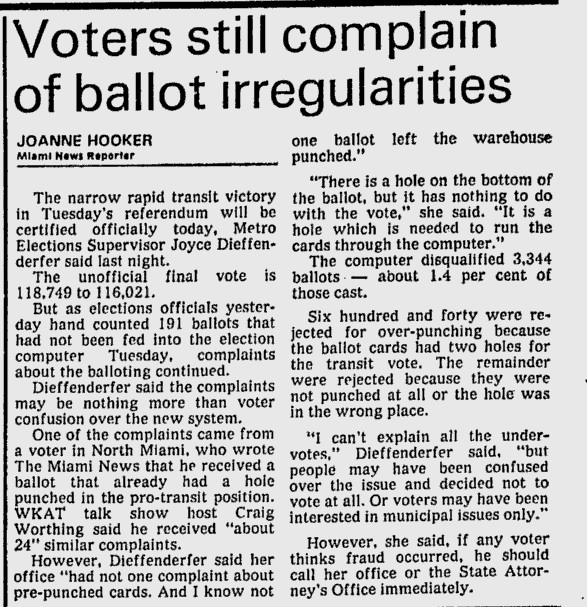 Voters still complain
of ballot irregularities
JOANNE HOOKER
Miami News Reporter
The narrow rapid transit victory
in Tuesday's referendum will be
certified officially today, Metro
Elections Supervisor Joyce Dieffen-
derfer said last night.
The unofficial final vote is
118,749 to 116,021.
But as elections officials yester-
day hand counted 191 ballots that
had not been fed into the election
computer Tuesday, complaints
about the balloting continued.
Dieffenderfer said the complaints
may be nothing more than voter
confusion over the new system.
One of the complaints came from
a voter in North Miami, who wrote
The Miami News that he received a
ballot that already had a hole
punched in the pro-transit position.
WKAT talk show host Craig
Worthing said he received "about
24" similar complaints.
However, Dieffenderfer said her
office "had not one complaint about
pre-punched cards. And I know not
one ballot left the warehouse
punched."
"There is a hole on the bottom of
the ballot, but it has nothing to do
with the vote," she said. "It is a
hole which is needed to run the
cards through the computer."
The computer disqualified 3,344
ballots — about 1.4 per cent of
those cast.
Six hundred and forty were re-
jected for over-punching because
the ballot cards had two holes for
the transit vote. The remainder
were rejected because they were
not punched at all or the hole was
in the wrong place.
"I can't explain all the under-
votes," Dieffenderfer said, "but
people may have been confused
over the issue and decided not to
vote at all. Or voters may have been
interested in municipal issues only."
However, she said, if any voter
thinks fraud occurred, he should
call her office or the State Attor-
ney's Office immediately.